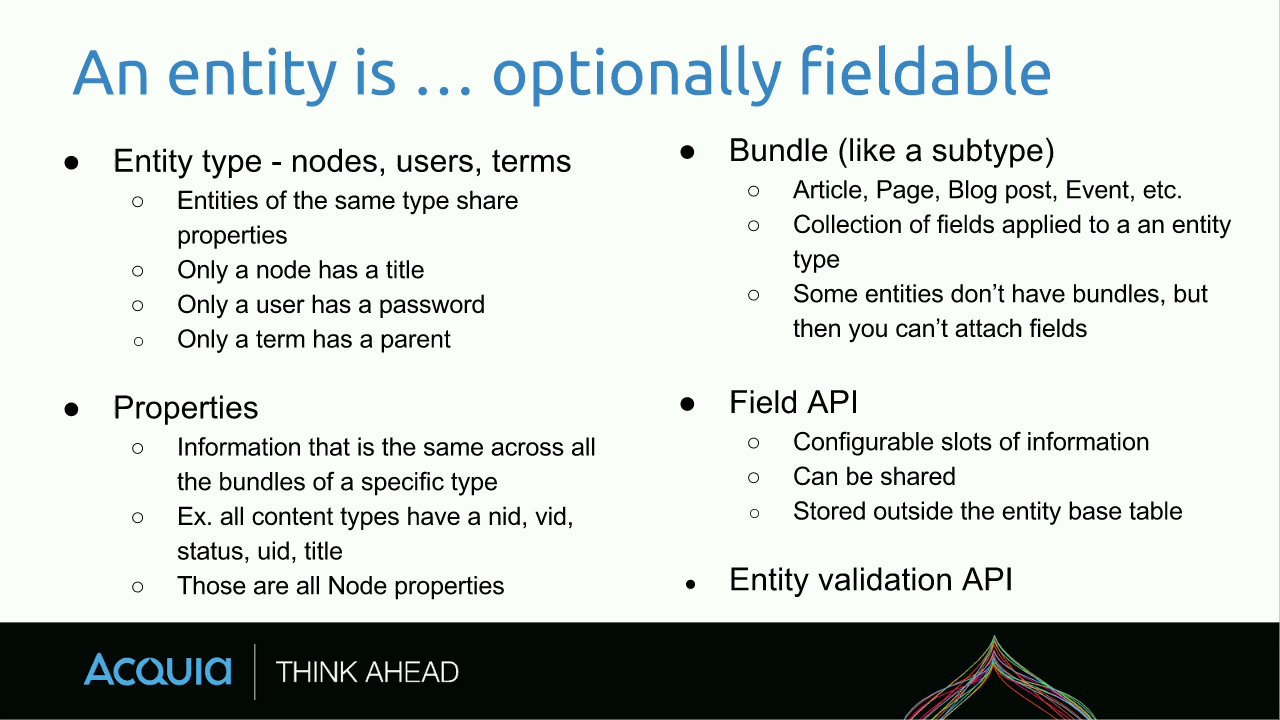 An entity is … optionally fieldable
● Entity type - nodes, users, terms
○ Entities of the same type share
properties
○ Only a node has a title
○ Only a user has a password
○ Only a term has a parent
● Properties
○ Information that is the same across all
the bundles of a specific type
○ Ex. all content types have a nid, vid,
status, uid, title
○ Those are all Node properties
● Bundle (like a subtype)
○ Article, Page, Blog post, Event, etc.
○ Collection of fields applied to a an entity
type
○ Some entities don’t have bundles, but
then you can’t attach fields
● Field API
○ Configurable slots of information
○ Can be shared
○ Stored outside the entity base table
● Entity validation API
Acquia | THINK AHEAD